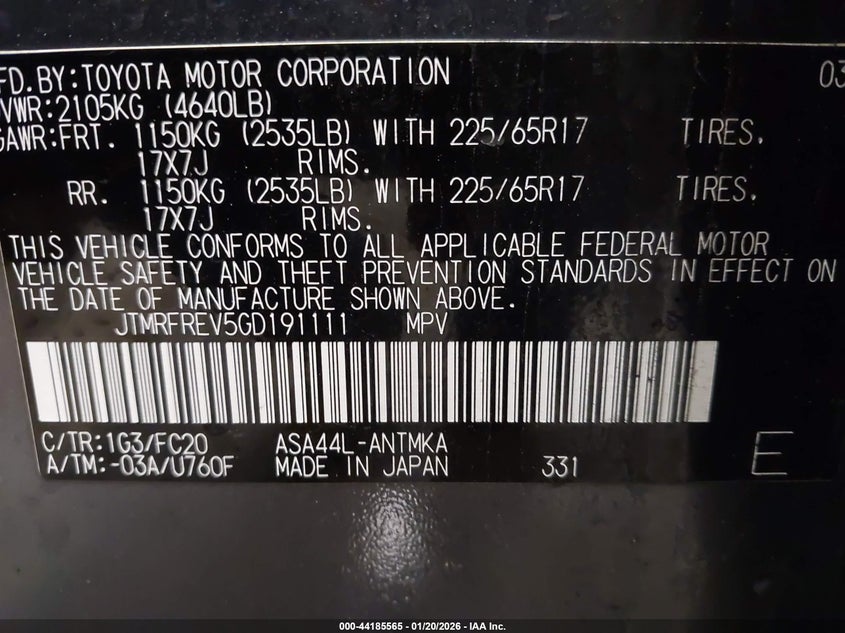 FD.BY:TOYOTA MOTOR CORPORATION 03
VWR:2105KG (4640LB)
GAWR:FRT. 1150KG (2535LB) WITH 225/65R17 TIRES.
17X7J RIMS.
RR. 1150KG (2535LB) WITH 225/65R17 TIRES.
17X7J RIMS.
THIS VEHICLE CONFORMS TO ALL APPLICABLE FEDERAL MOTOR
VEHICLE SAFETY AND THEFT PREVENTION STANDARDS IN EFFECT ON
THE DATE OF MANUFACTURE SHOWN ABOVE.
JTMRFREV5GD191111 MPV
C/TR:1G3/FC20 ASA44L-ANTMKA
A/TM:-03A/U760F MADE IN JAPAN 331 E
000-44185565 - 01/20/2026 - IAA Inc.